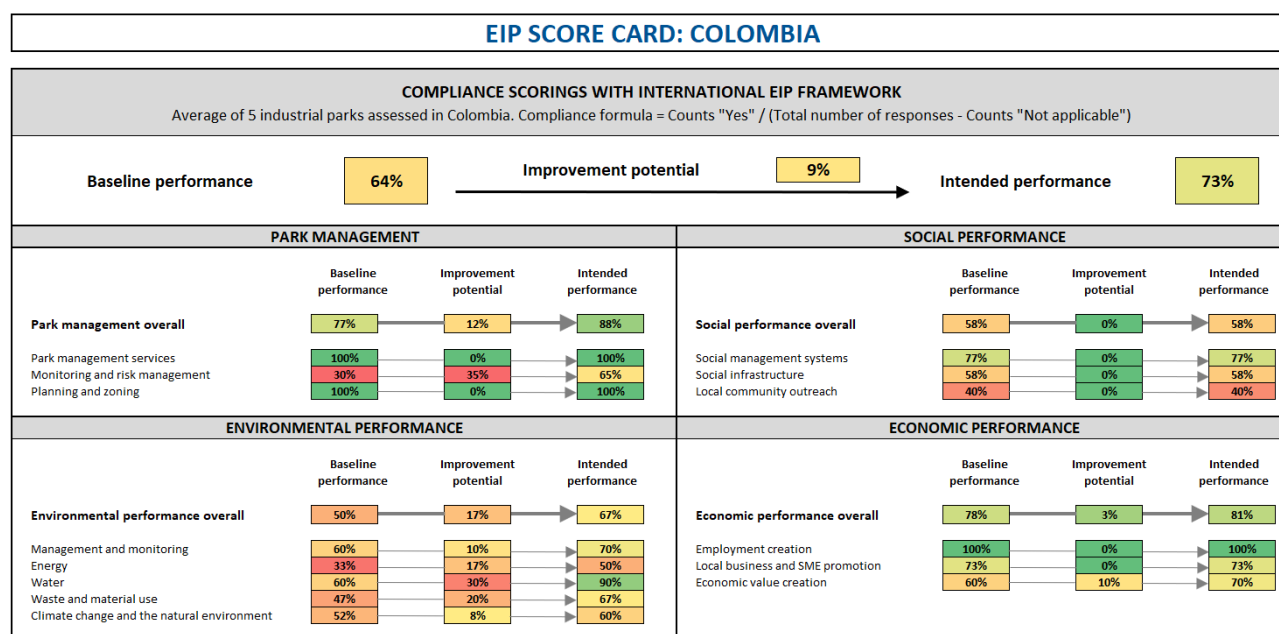 EIP SCORE CARD: COLOMBIA
COMPLIANCE SCORINGS WITH INTERNATIONAL EIP FRAMEWORK
Average of 5 industrial parks assessed in Colombia. Compliance formula = Counts "Yes" / (Total number of responses - Counts "Not applicable")
Baseline performance 64% Improvement potential 9% Intended performance 73%
PARK MANAGEMENT
Baseline performance Improvement potential Intended performance
Park management overall 77% 12% 88%
Park management services 100% 0% 100%
Monitoring and risk management 30% 35% 65%
Planning and zoning 100% 0% 100%
SOCIAL PERFORMANCE
Baseline performance Improvement potential Intended performance
Social performance overall 58% 0% 58%
Social management systems 77% 0% 77%
Social infrastructure 58% 0% 58%
Local community outreach 40% 0% 40%
ENVIRONMENTAL PERFORMANCE
Baseline performance Improvement potential Intended performance
Environmental performance overall 50% 17% 67%
Management and monitoring 60% 10% 70%
Energy 33% 17% 50%
Water 60% 30% 90%
Waste and material use 47% 20% 67%
Climate change and the natural environment 52% 8% 60%
ECONOMIC PERFORMANCE
Baseline performance Improvement potential Intended performance
Economic performance overall 78% 3% 81%
Employment creation 100% 0% 100%
Local business and SME promotion 73% 0% 73%
Economic value creation 60% 10% 70%